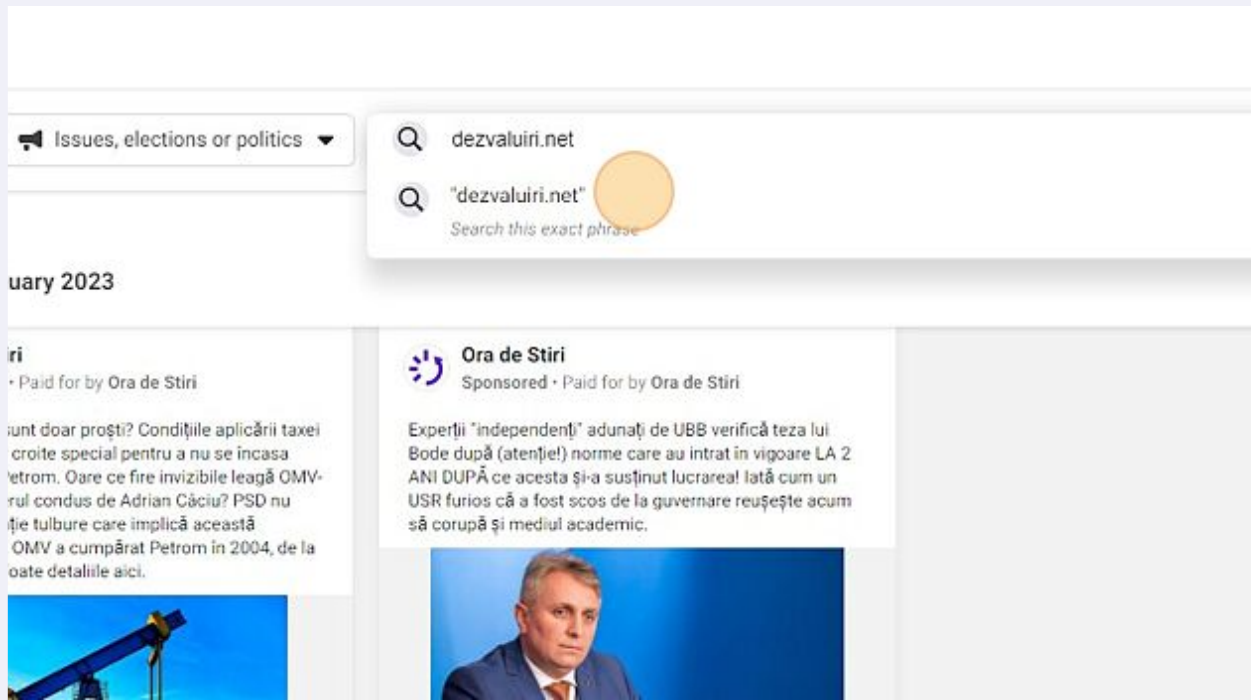 Issues, elections or politics
dezvaluiri.net
"dezvaluiri.net"
Search this exact phrase
uary 2023
iri
• Paid for by Ora de Stiri
sunt doar proști? Condițiile aplicării taxei
croite special pentru a nu se încasa
Petrom. Oare ce fire invizibile leagă OMV-
rul condus de Adrian Câciu? PSD nu
ție tulbure care implică această
OMV a cumpărat Petrom în 2004, de la
oate detaliile aici.
Ora de Stiri
Sponsored • Paid for by Ora de Stiri
Experții "independenți" adunați de UBB verifică teza lui
Bode după (atenție!) norme care au intrat în vigoare LA 2
ANI DUPĂ ce acesta și-a susținut lucrarea! Iată cum un
USR furios că a fost scos de la guvernare reușește acum
să corupă și mediul academic.